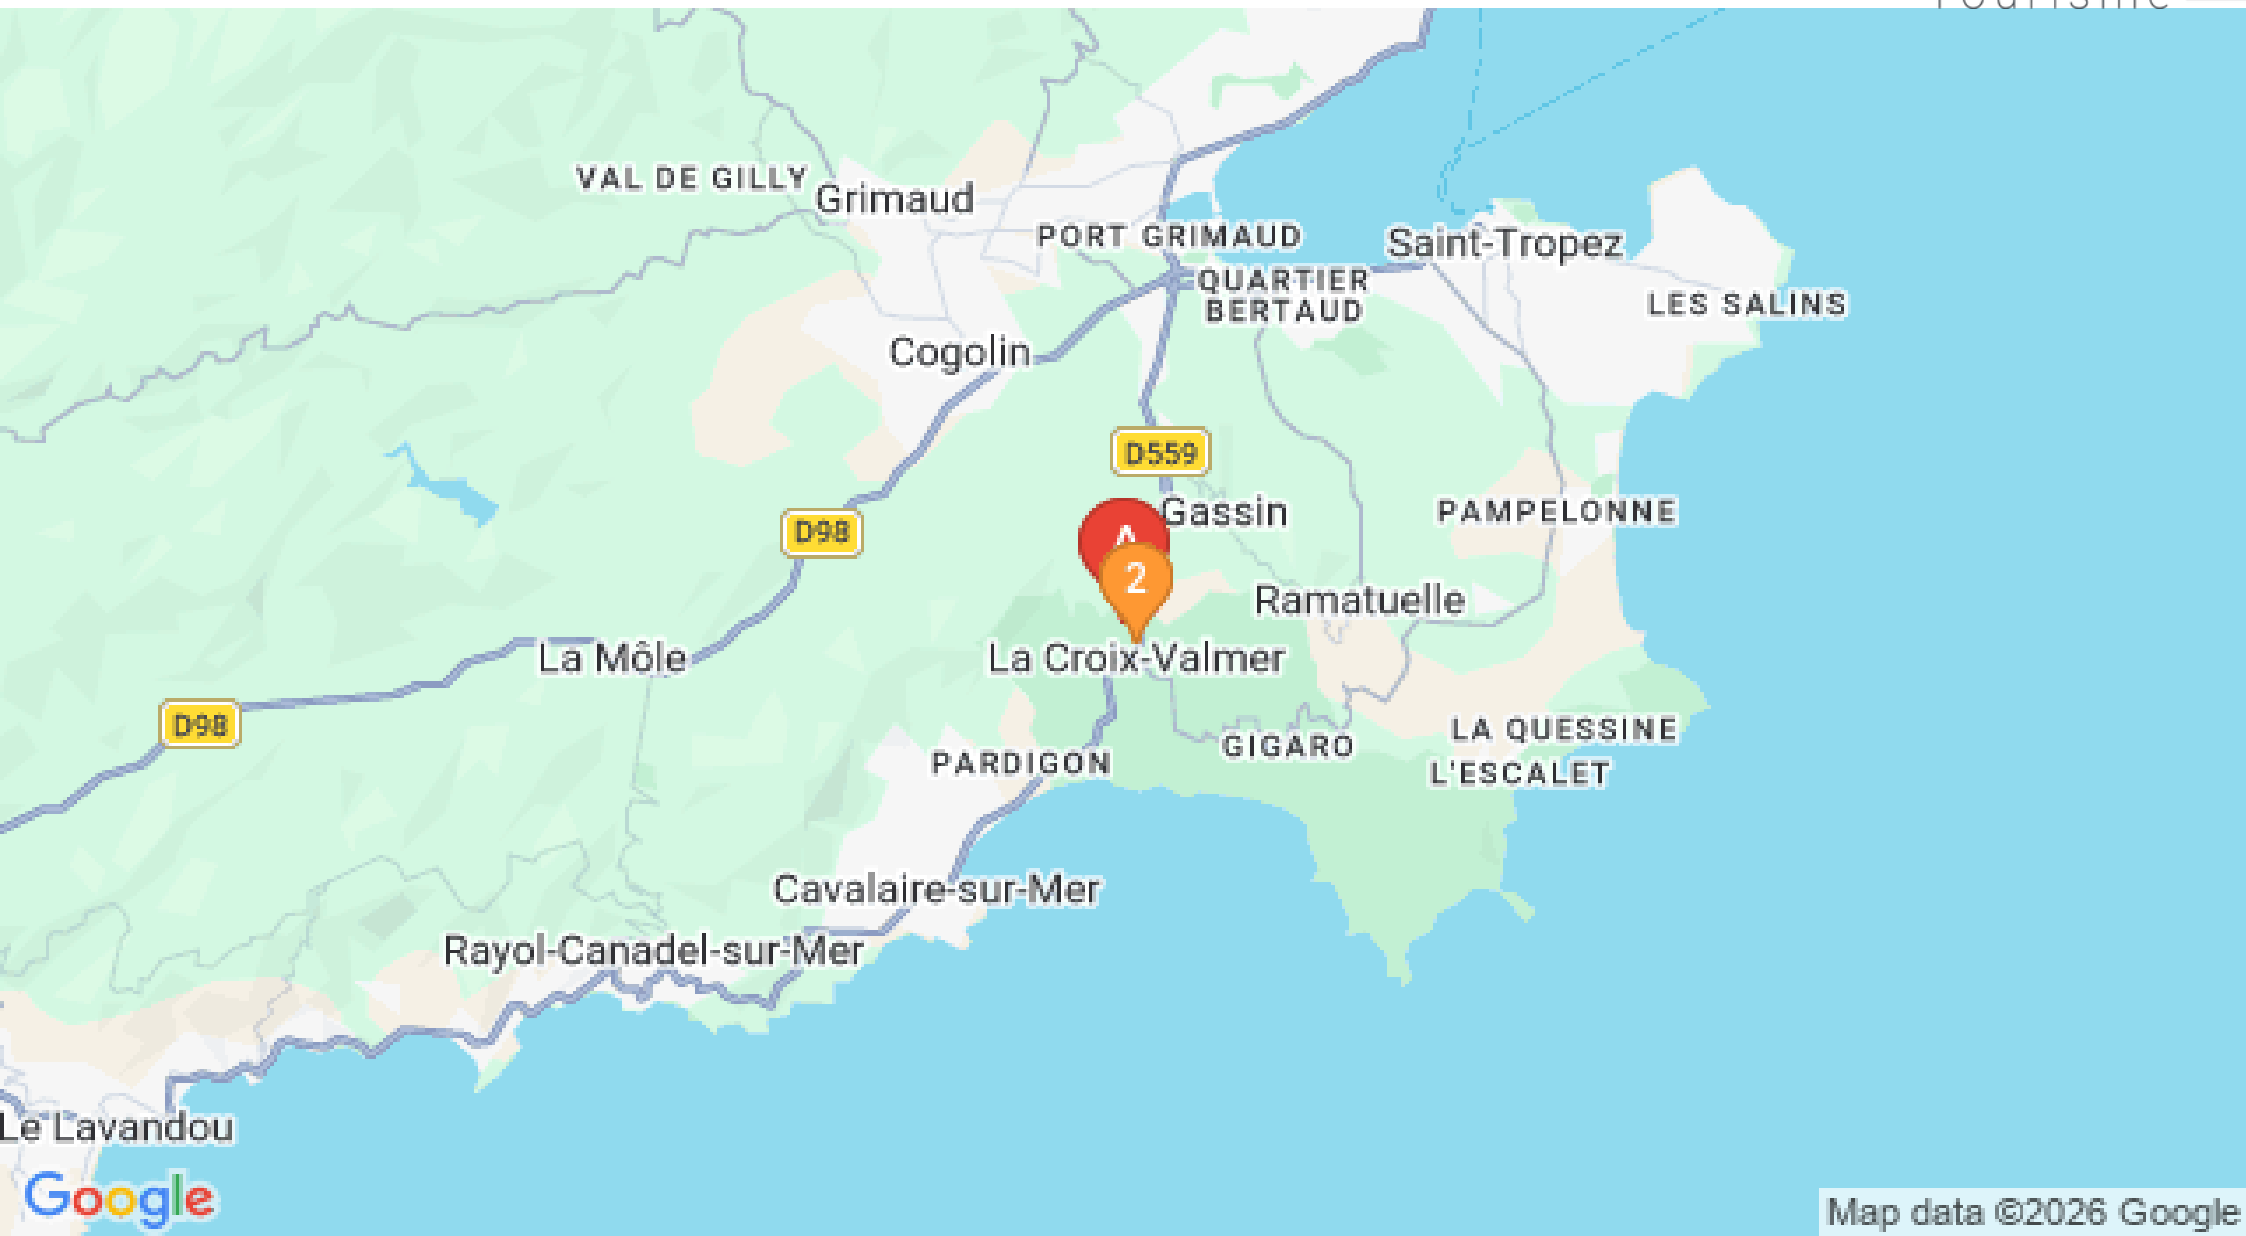 Tourisme
VAL DE GILLY
Grimaud
PORT GRIMAUD
Saint-Tropez
QUARTIER
BERTAUD
LES SALINS
Cogolin
D559
Gassin
PAMPELONNE
D98
A
2
Ramatuelle
La Môle
La Croix-Valmer
D98
LA QUESSINE
GIGARO
PARDIGON
L'ESCALET
Cavalaire-sur-Mer
Rayol-Canadel-sur-Mer
Le Lavandou
Google
Map data ©2026 Google